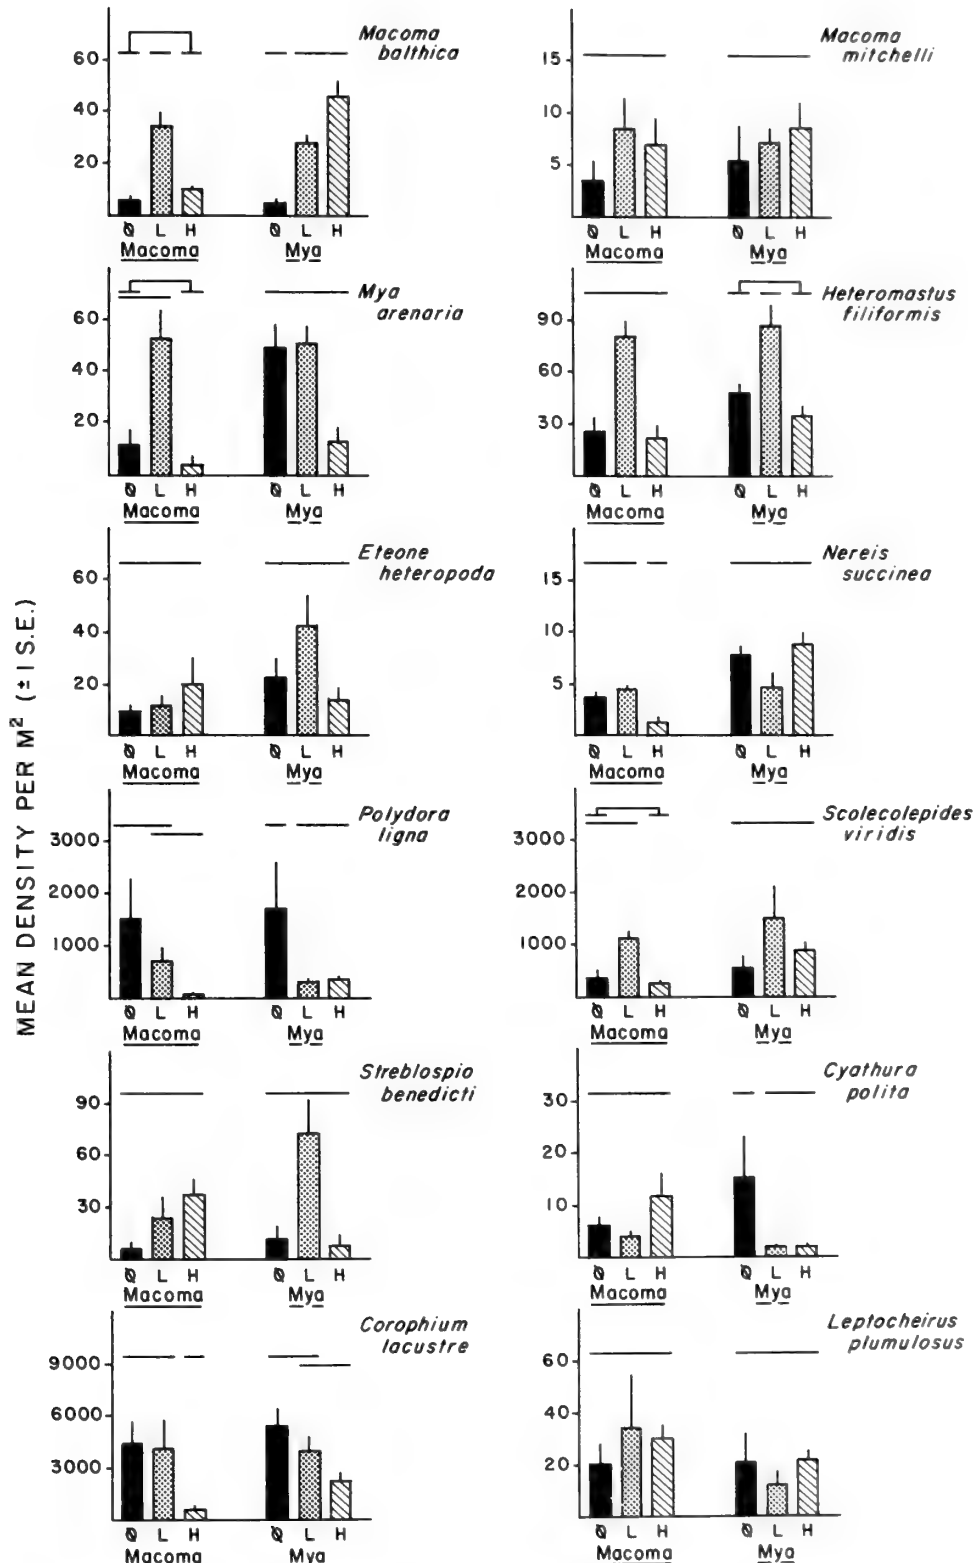 MEAN DENSITY PER M² (± 1 S.E.)
Macoma
balthica
60
40
20
Ø L H Ø L H
Macoma Mya
Macoma
mitchelli
15
10
5
Ø L H Ø L H
Macoma Mya
Mya
arenaria
60
40
20
Ø L H Ø L H
Macoma Mya
Heteromastus
filiformis
90
60
30
Ø L H Ø L H
Macoma Mya
Eteone
heteropoda
60
40
20
Ø L H Ø L H
Macoma Mya
Nereis
succinea
15
10
5
Ø L H Ø L H
Macoma Mya
Polydora
ligna
3000
2000
1000
Ø L H Ø L H
Macoma Mya
Scolecolepides
viridis
3000
2000
1000
Ø L H Ø L H
Macoma Mya
Streblospio
benedicti
90
60
30
Ø L H Ø L H
Macoma Mya
Cyathura
polita
30
20
10
Ø L H Ø L H
Macoma Mya
Corophium
lacustre
9000
6000
3000
Ø L H Ø L H
Macoma Mya
Leptocheirus
plumulosus
60
40
20
Ø L H Ø L H
Macoma Mya